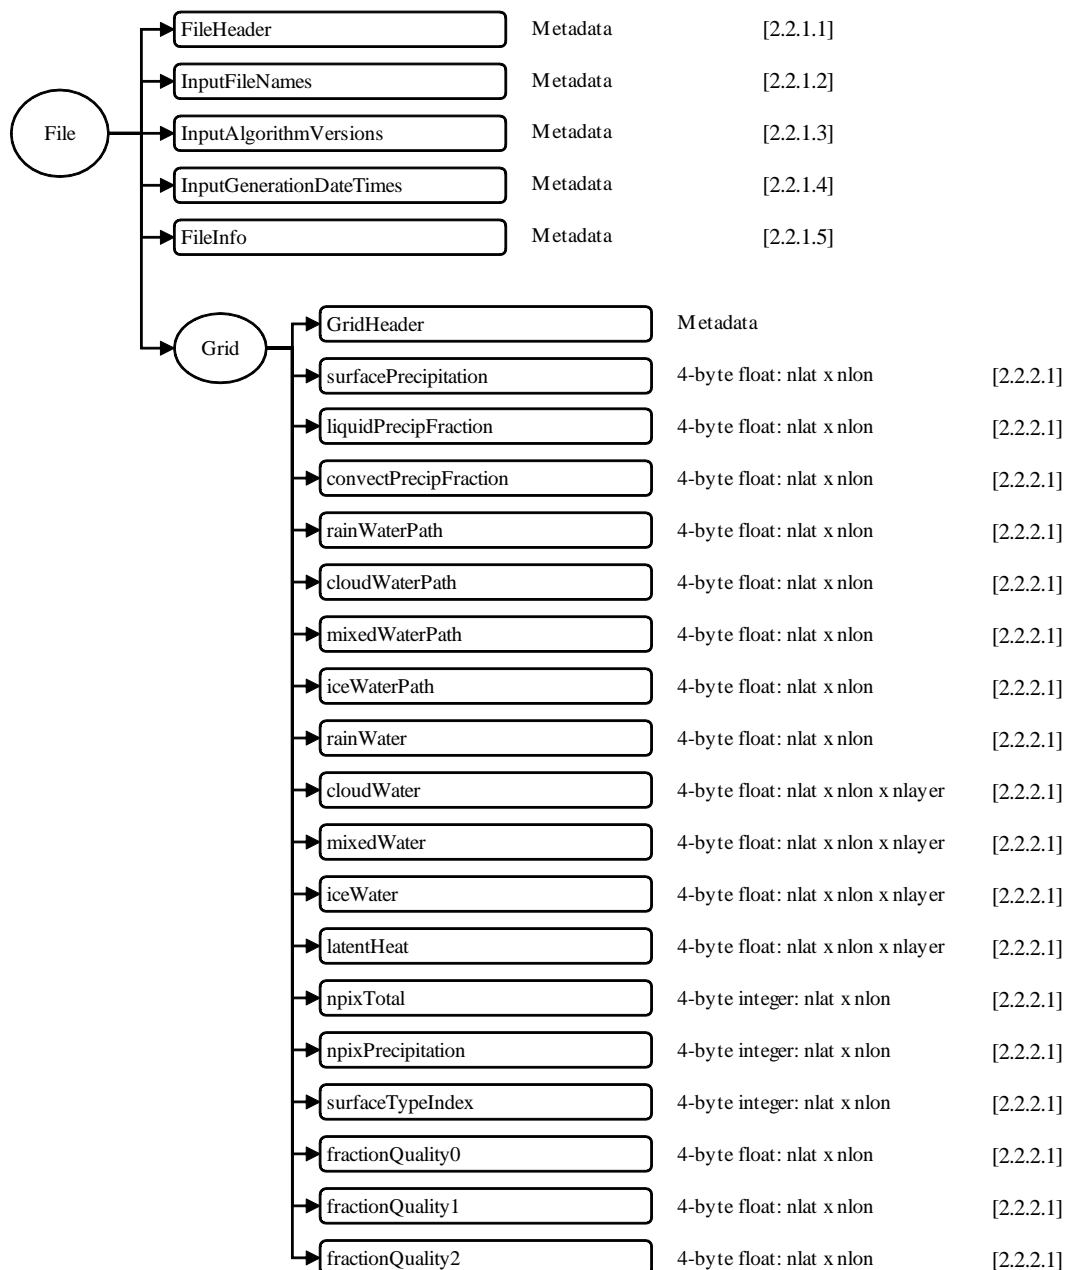 FileHeader Metadata [2.2.1.1]
InputFileNames Metadata [2.2.1.2]
File
InputAlgorithmVersions Metadata [2.2.1.3]
InputGenerationDateTimes Metadata [2.2.1.4]
FileInfo Metadata [2.2.1.5]
Grid
GridHeader Metadata
surfacePrecipitation 4-byte float: nlat x nlon [2.2.2.1]
liquidPrecipFraction 4-byte float: nlat x nlon [2.2.2.1]
convectPrecipFraction 4-byte float: nlat x nlon [2.2.2.1]
rainWaterPath 4-byte float: nlat x nlon [2.2.2.1]
cloudWaterPath 4-byte float: nlat x nlon [2.2.2.1]
mixedWaterPath 4-byte float: nlat x nlon [2.2.2.1]
iceWaterPath 4-byte float: nlat x nlon [2.2.2.1]
rainWater 4-byte float: nlat x nlon [2.2.2.1]
cloudWater 4-byte float: nlat x nlon x nlayer [2.2.2.1]
mixedWater 4-byte float: nlat x nlon x nlayer [2.2.2.1]
iceWater 4-byte float: nlat x nlon x nlayer [2.2.2.1]
latentHeat 4-byte float: nlat x nlon x nlayer [2.2.2.1]
npixTotal 4-byte integer: nlat x nlon [2.2.2.1]
npixPrecipitation 4-byte integer: nlat x nlon [2.2.2.1]
surfaceTypeIndex 4-byte integer: nlat x nlon [2.2.2.1]
fractionQuality0 4-byte float: nlat x nlon [2.2.2.1]
fractionQuality1 4-byte float: nlat x nlon [2.2.2.1]
fractionQuality2 4-byte float: nlat x nlon [2.2.2.1]